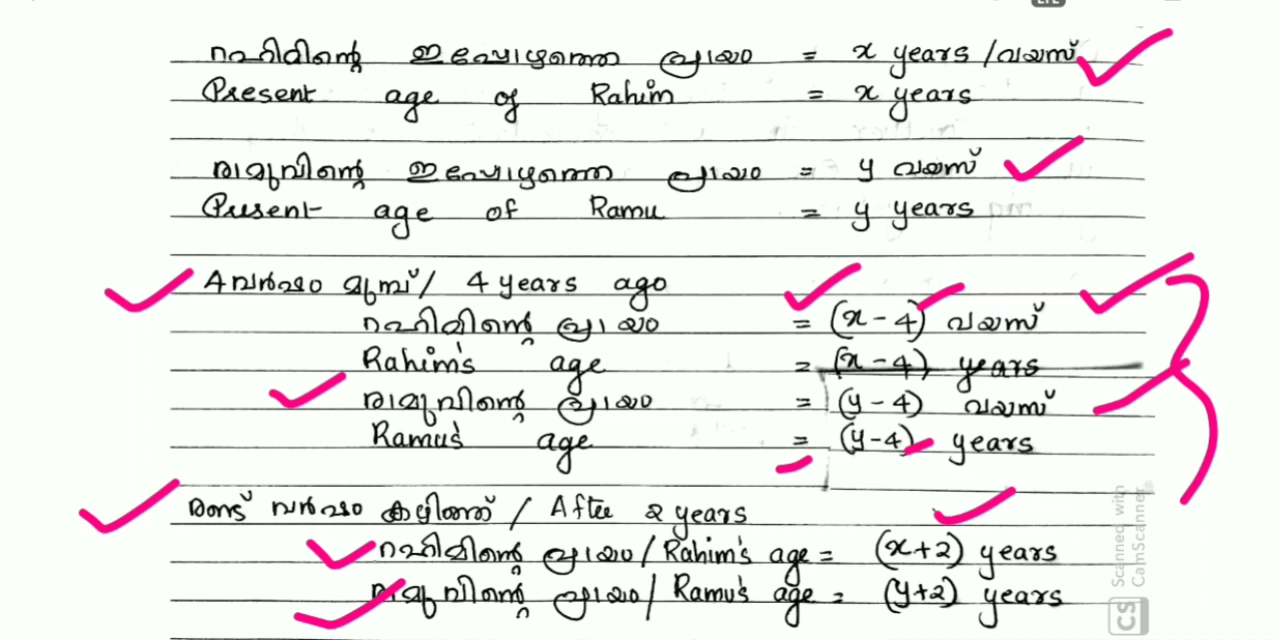 റഹിമിന്റെ ഇപ്പോഴത്തെ പ്രായം = x years /വയസ്
Present age of Rahim = x years
രാമുവിന്റെ ഇപ്പോഴത്തെ പ്രായം = y വയസ്
Present age of Ramu = y years
4 വർഷം മുമ്പ് / 4 years ago
റഹിമിന്റെ പ്രായം = (x - 4) വയസ്
Rahim's age = (x - 4) years
രാമുവിന്റെ പ്രായം = (y - 4) വയസ്
Ramu's age = (y - 4) years
രണ്ട് വർഷം കഴിഞ്ഞ് / After 2 years
റഹിമിന്റെ പ്രായം / Rahim's age = (x+2) years
രാമുവിന്റെ പ്രായം / Ramu's age = (y+2) years
CS
Scanned with
CamScanner